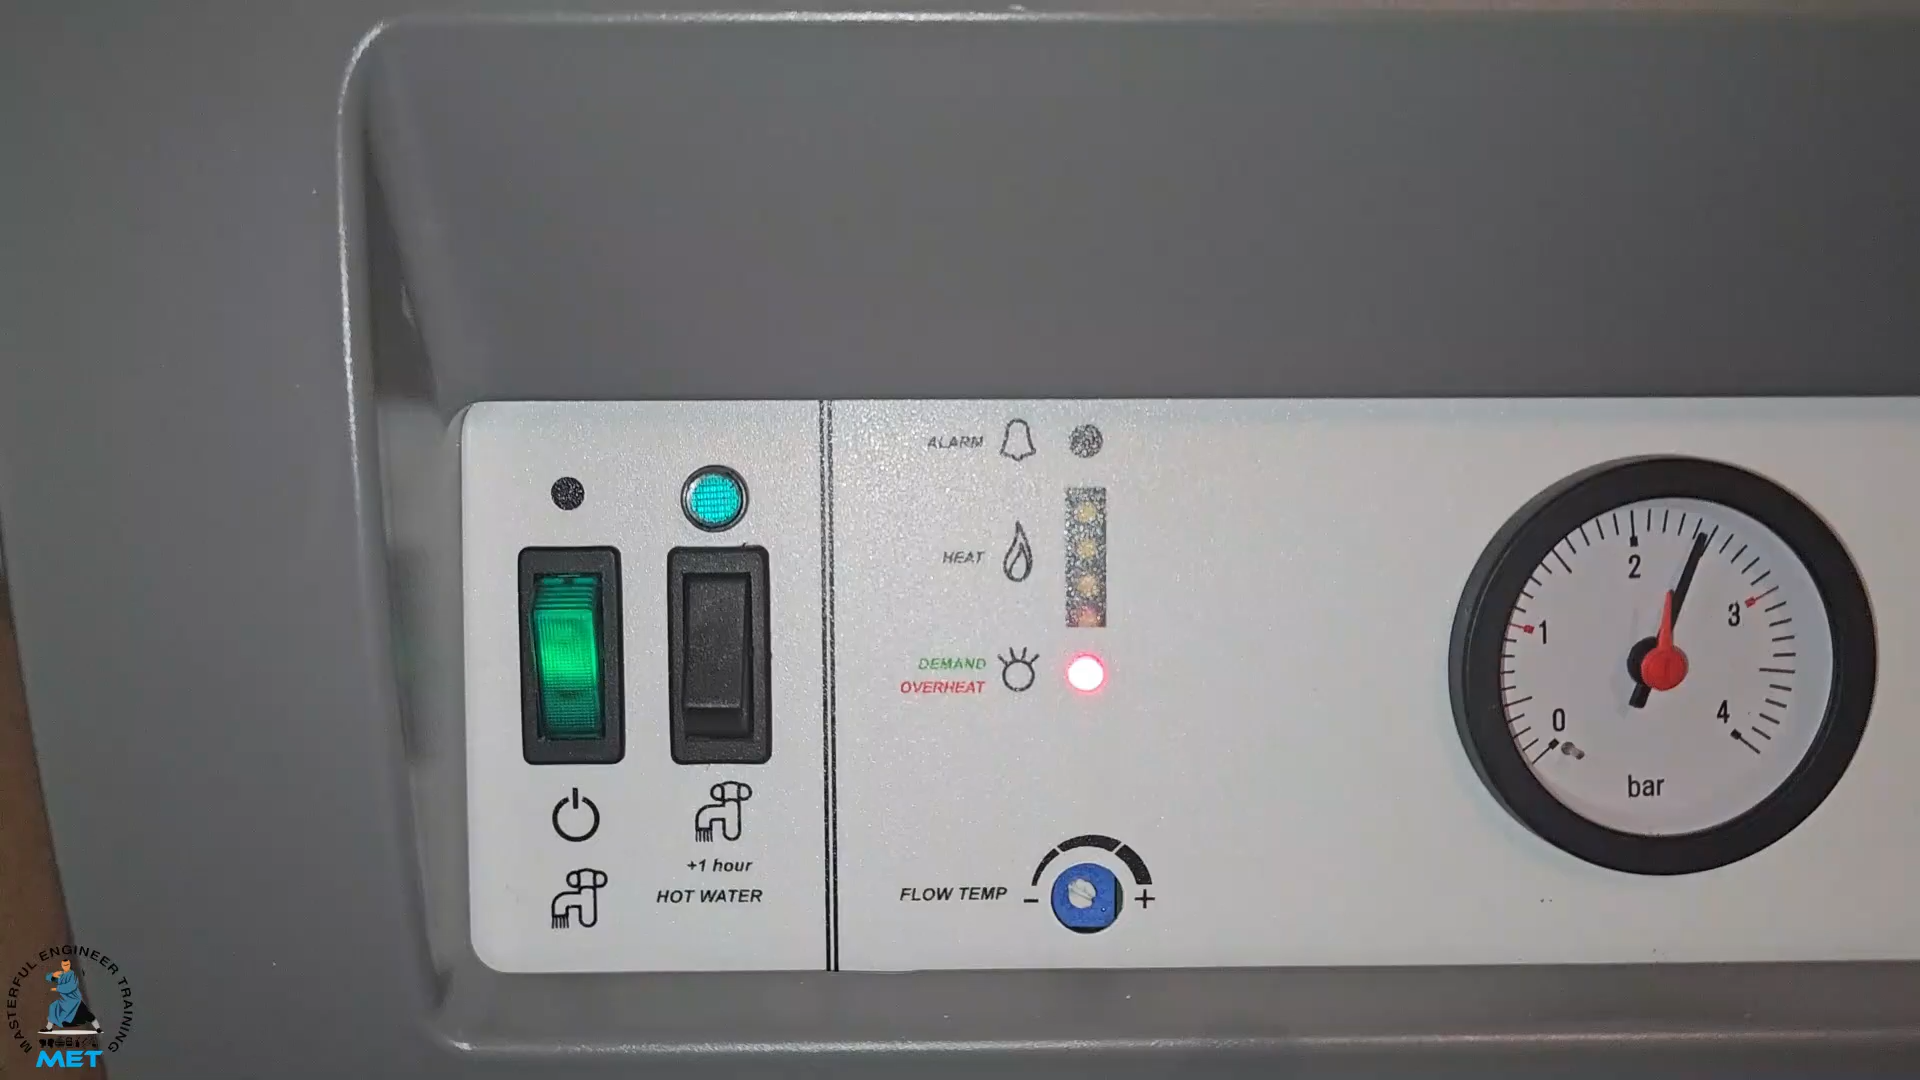 ALARM
HEAT
DEMAND
OVERHEAT
+1 hour
HOT WATER
FLOW TEMP
- +
0
1
2
3
4
bar
MASTERFUL ENGINEER TRAINING
MET